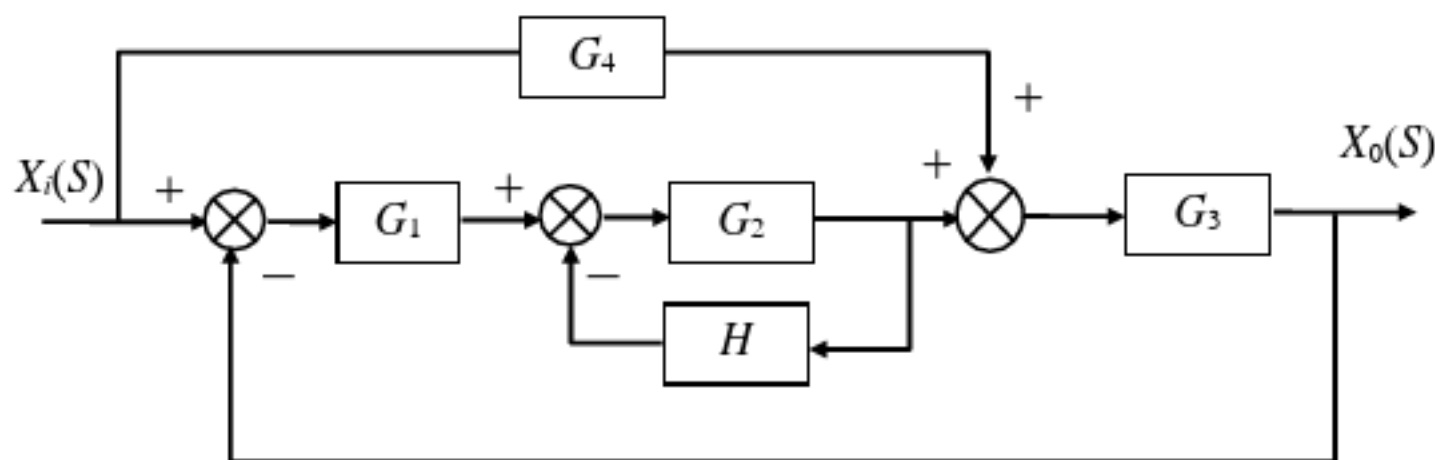 G₄
+
Xᵢ(S)
+
G₁
+
G₂
+
G₃
X₀(S)
−
−
H